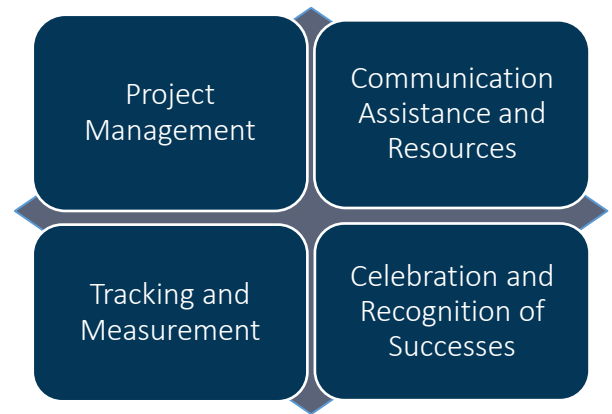 Project
Management
Communication
Assistance and
Resources
Tracking and
Measurement
Celebration and
Recognition of
Successes